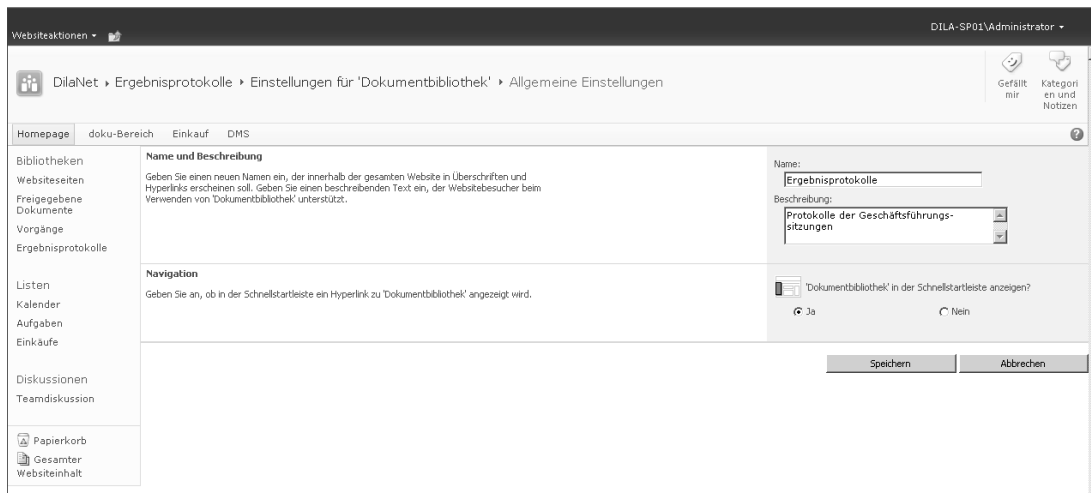 DILA-SP01\Administrator
Websiteaktionen
DilaNet ▸ Ergebnisprotokolle ▸ Einstellungen für 'Dokumentbibliothek' ▸ Allgemeine Einstellungen
Gefällt
mir
Kategori
en und
Notizen
Homepage doku-Bereich Einkauf DMS
Bibliotheken
Websiteseiten
Freigegebene
Dokumente
Vorgänge
Ergebnisprotokolle
Listen
Kalender
Aufgaben
Einkäufe
Diskussionen
Teamdiskussion
Papierkorb
Gesamter
Websiteinhalt
Name und Beschreibung
Geben Sie einen neuen Namen ein, der innerhalb der gesamten Website in Überschriften und
Hyperlinks erscheinen soll. Geben Sie einen beschreibenden Text ein, der Websitebesucher beim
Verwenden von 'Dokumentbibliothek' unterstützt.
Name:
Ergebnisprotokolle
Beschreibung:
Protokolle der Geschäftsführungs-
sitzungen
Navigation
Geben Sie an, ob in der Schnellstartleiste ein Hyperlink zu 'Dokumentbibliothek' angezeigt wird.
'Dokumentbibliothek' in der Schnellstartleiste anzeigen?
Ja Nein
Speichern Abbrechen